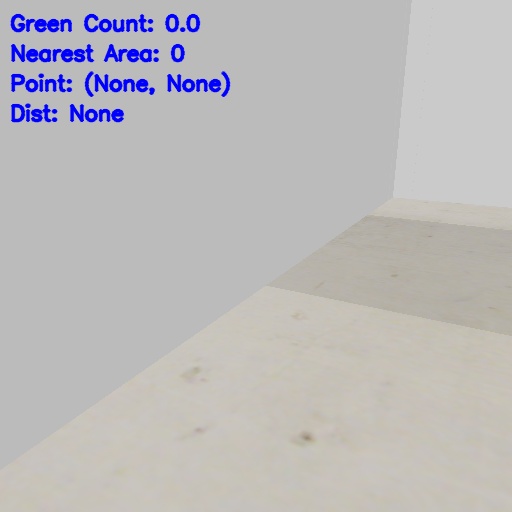 Green Count: 0.0
Nearest Area: 0
Point: (None, None)
Dist: None